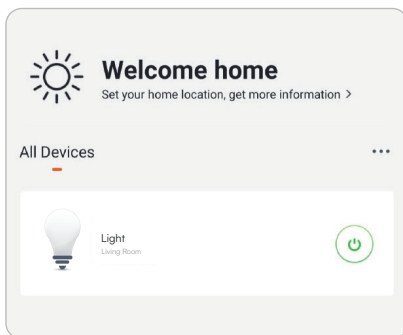 Welcome home
Set your home location, get more information >
All Devices
Light
Living Room